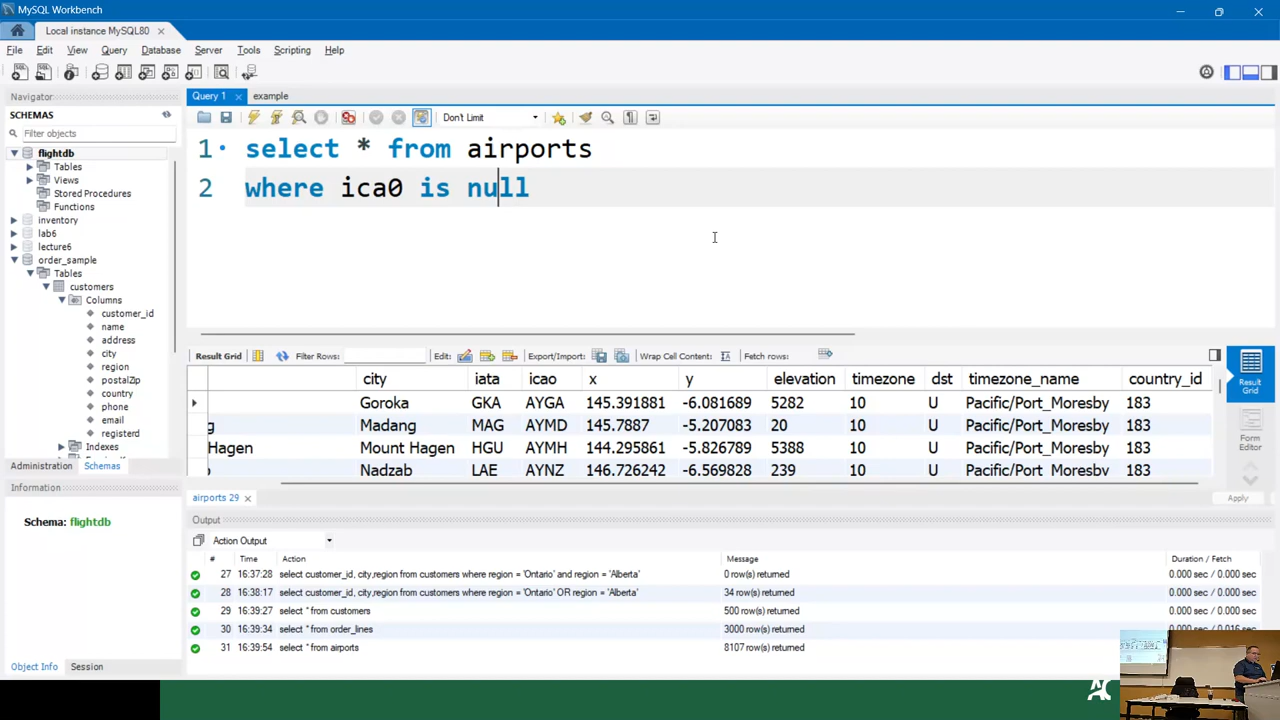 MySQL Workbench
Local instance MySQL80
File Edit View Query Database Server Tools Scripting Help
Navigator
SCHEMAS
Filter objects
flightdb
Tables
Views
Stored Procedures
Functions
inventory
lab6
lecture6
order_sample
Tables
customers
Columns
customer_id
name
address
city
region
postalZip
country
phone
email
registerd
Indexes
Administration Schemas
Information
Schema: flightdb
Object Info Session
Query 1 example
Don't Limit
1 select * from airports
2 where ica0 is null
Result Grid Filter Rows: Edit: Export/Import: Wrap Cell Content: Fetch rows:
city iata icao x y elevation timezone dst timezone_name country_id
Goroka GKA AYGA 145.391881 -6.081689 5282 10 U Pacific/Port_Moresby 183
g Madang MAG AYMD 145.7887 -5.207083 20 10 U Pacific/Port_Moresby 183
Hagen Mount Hagen HGU AYMH 144.295861 -5.826789 5388 10 U Pacific/Port_Moresby 183
Nadzab LAE AYNZ 146.726242 -6.569828 239 10 U Pacific/Port_Moresby 183
Result Grid
Form Editor
airports 29
Apply
Output
Action Output
# Time Action Message Duration / Fetch
27 16:37:28 select customer_id, city,region from customers where region = 'Ontario' and region = 'Alberta' 0 row(s) returned 0.000 sec / 0.000 sec
28 16:38:17 select customer_id, city,region from customers where region = 'Ontario' OR region = 'Alberta' 34 row(s) returned 0.000 sec / 0.000 sec
29 16:39:27 select * from customers 500 row(s) returned 0.000 sec / 0.000 sec
30 16:39:34 select * from order_lines 3000 row(s) returned 0.000 sec / 0.016 sec
31 16:39:54 select * from airports 8107 row(s) returned
AC